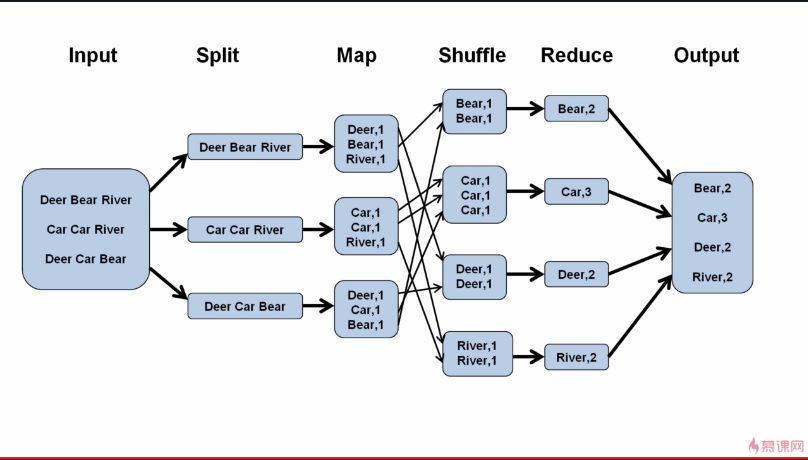 Input
Split
Map
Shuffle
Reduce
Output
Deer Bear River
Car Car River
Deer Car Bear
Deer Bear River
Car Car River
Deer Car Bear
Deer,1
Bear,1
River,1
Car,1
Car,1
River,1
Deer,1
Car,1
Bear,1
Bear,1
Bear,1
Car,1
Car,1
Car,1
Deer,1
Deer,1
River,1
River,1
Bear,2
Car,3
Deer,2
River,2
Bear,2
Car,3
Deer,2
River,2
慕课网